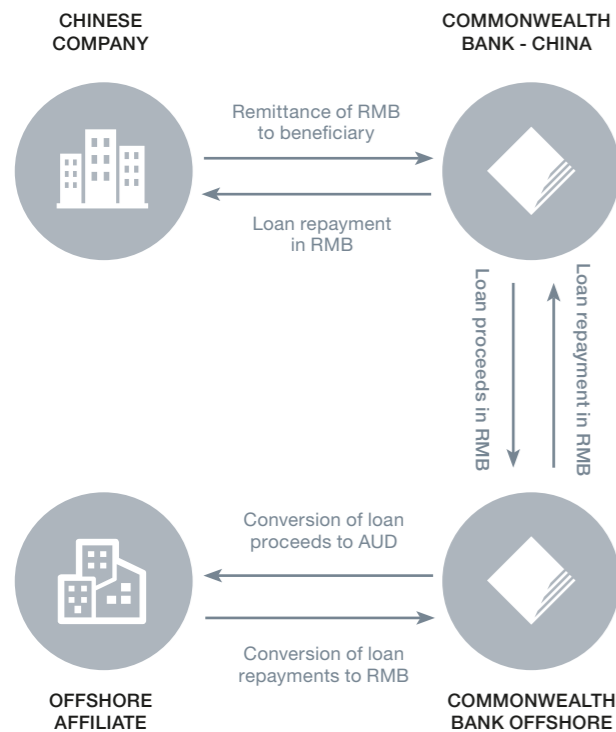 CHINESE
COMPANY
COMMONWEALTH
BANK - CHINA
Remittance of RMB
to beneficiary
Loan repayment
in RMB
Loan proceeds in RMB
Loan repayment in RMB
Conversion of loan
proceeds to AUD
Conversion of loan
repayments to RMB
OFFSHORE
AFFILIATE
COMMONWEALTH
BANK OFFSHORE